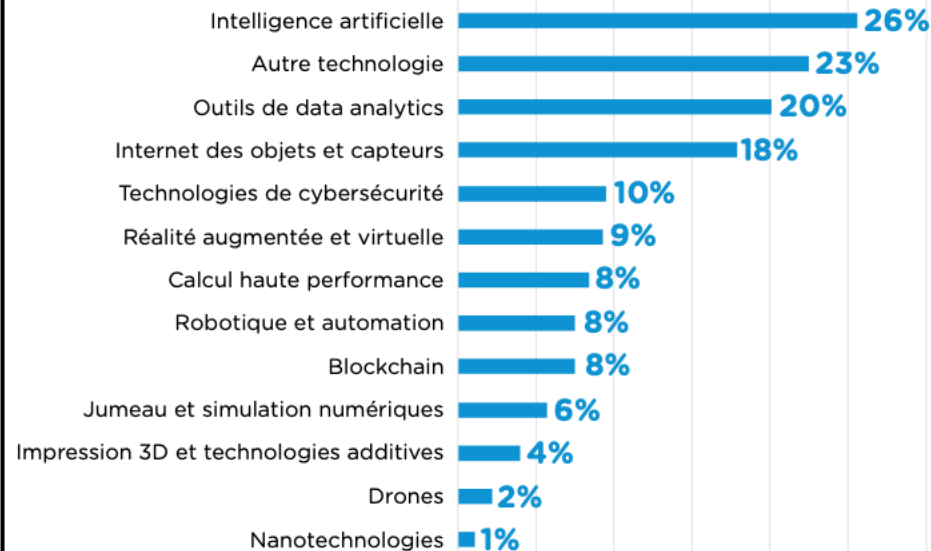 Intelligence artificielle 26%
Autre technologie 23%
Outils de data analytics 20%
Internet des objets et capteurs 18%
Technologies de cybersécurité 10%
Réalité augmentée et virtuelle 9%
Calcul haute performance 8%
Robotique et automation 8%
Blockchain 8%
Jumeau et simulation numériques 6%
Impression 3D et technologies additives 4%
Drones 2%
Nanotechnologies 1%